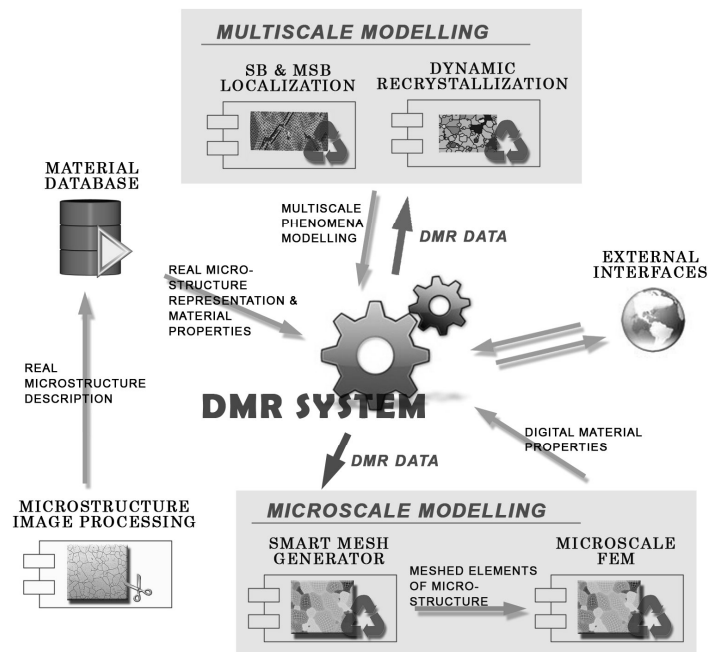 MULTISCALE MODELLING
SB & MSB
LOCALIZATION
DYNAMIC
RECRYSTALLIZATION
MATERIAL
DATABASE
MULTISCALE
PHENOMENA
MODELLING
DMR DATA
REAL MICRO-
STRUCTURE
REPRESENTATION &
MATERIAL
PROPERTIES
EXTERNAL
INTERFACES
REAL
MICROSTRUCTURE
DESCRIPTION
DMR SYSTEM
DMR DATA
DIGITAL MATERIAL
PROPERTIES
MICROSTRUCTURE
IMAGE PROCESSING
MICROSCALE MODELLING
SMART MESH
GENERATOR
MESHED ELEMENTS
OF MICRO-
STRUCTURE
MICROSCALE
FEM